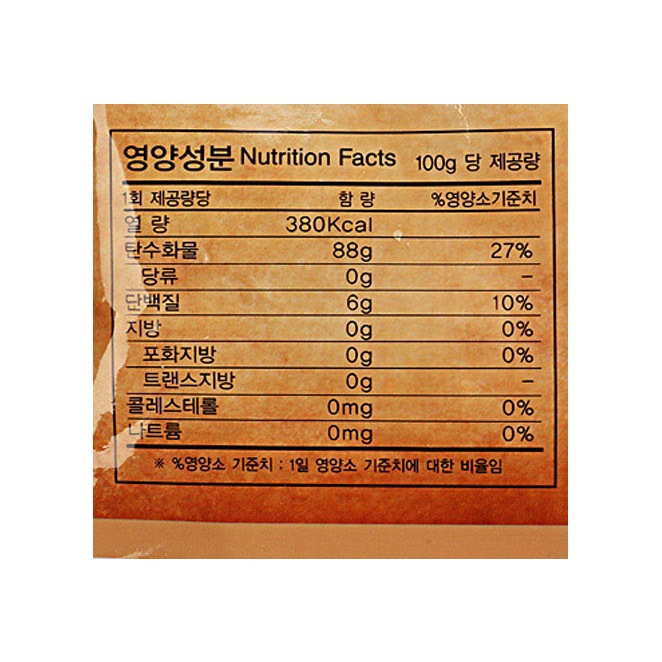 영양성분 Nutrition Facts 100g 당 제공량
1회 제공량당 함 량 %영양소기준치
열 량 380Kcal
탄수화물 88g 27%
당류 0g –
단백질 6g 10%
지방 0g 0%
포화지방 0g 0%
트랜스지방 0g –
콜레스테롤 0mg 0%
나트륨 0mg 0%
※ %영양소 기준치 : 1일 영양소 기준치에 대한 비율임